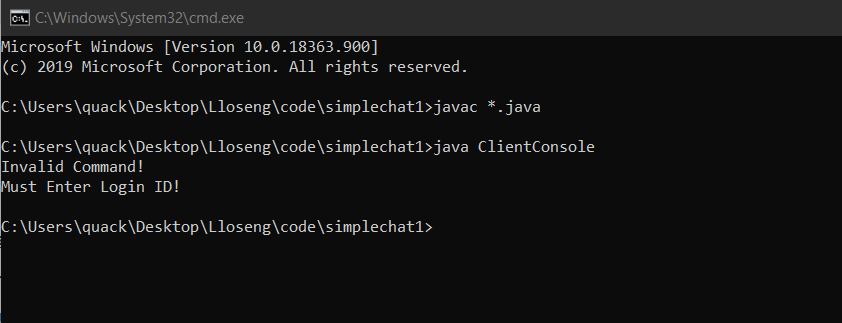 C:\Windows\System32\cmd.exe
Microsoft Windows [Version 10.0.18363.900]
(c) 2019 Microsoft Corporation. All rights reserved.
C:\Users\quack\Desktop\Lloseng\code\simplechat1>javac *.java
C:\Users\quack\Desktop\Lloseng\code\simplechat1>java ClientConsole
Invalid Command!
Must Enter Login ID!
C:\Users\quack\Desktop\Lloseng\code\simplechat1>